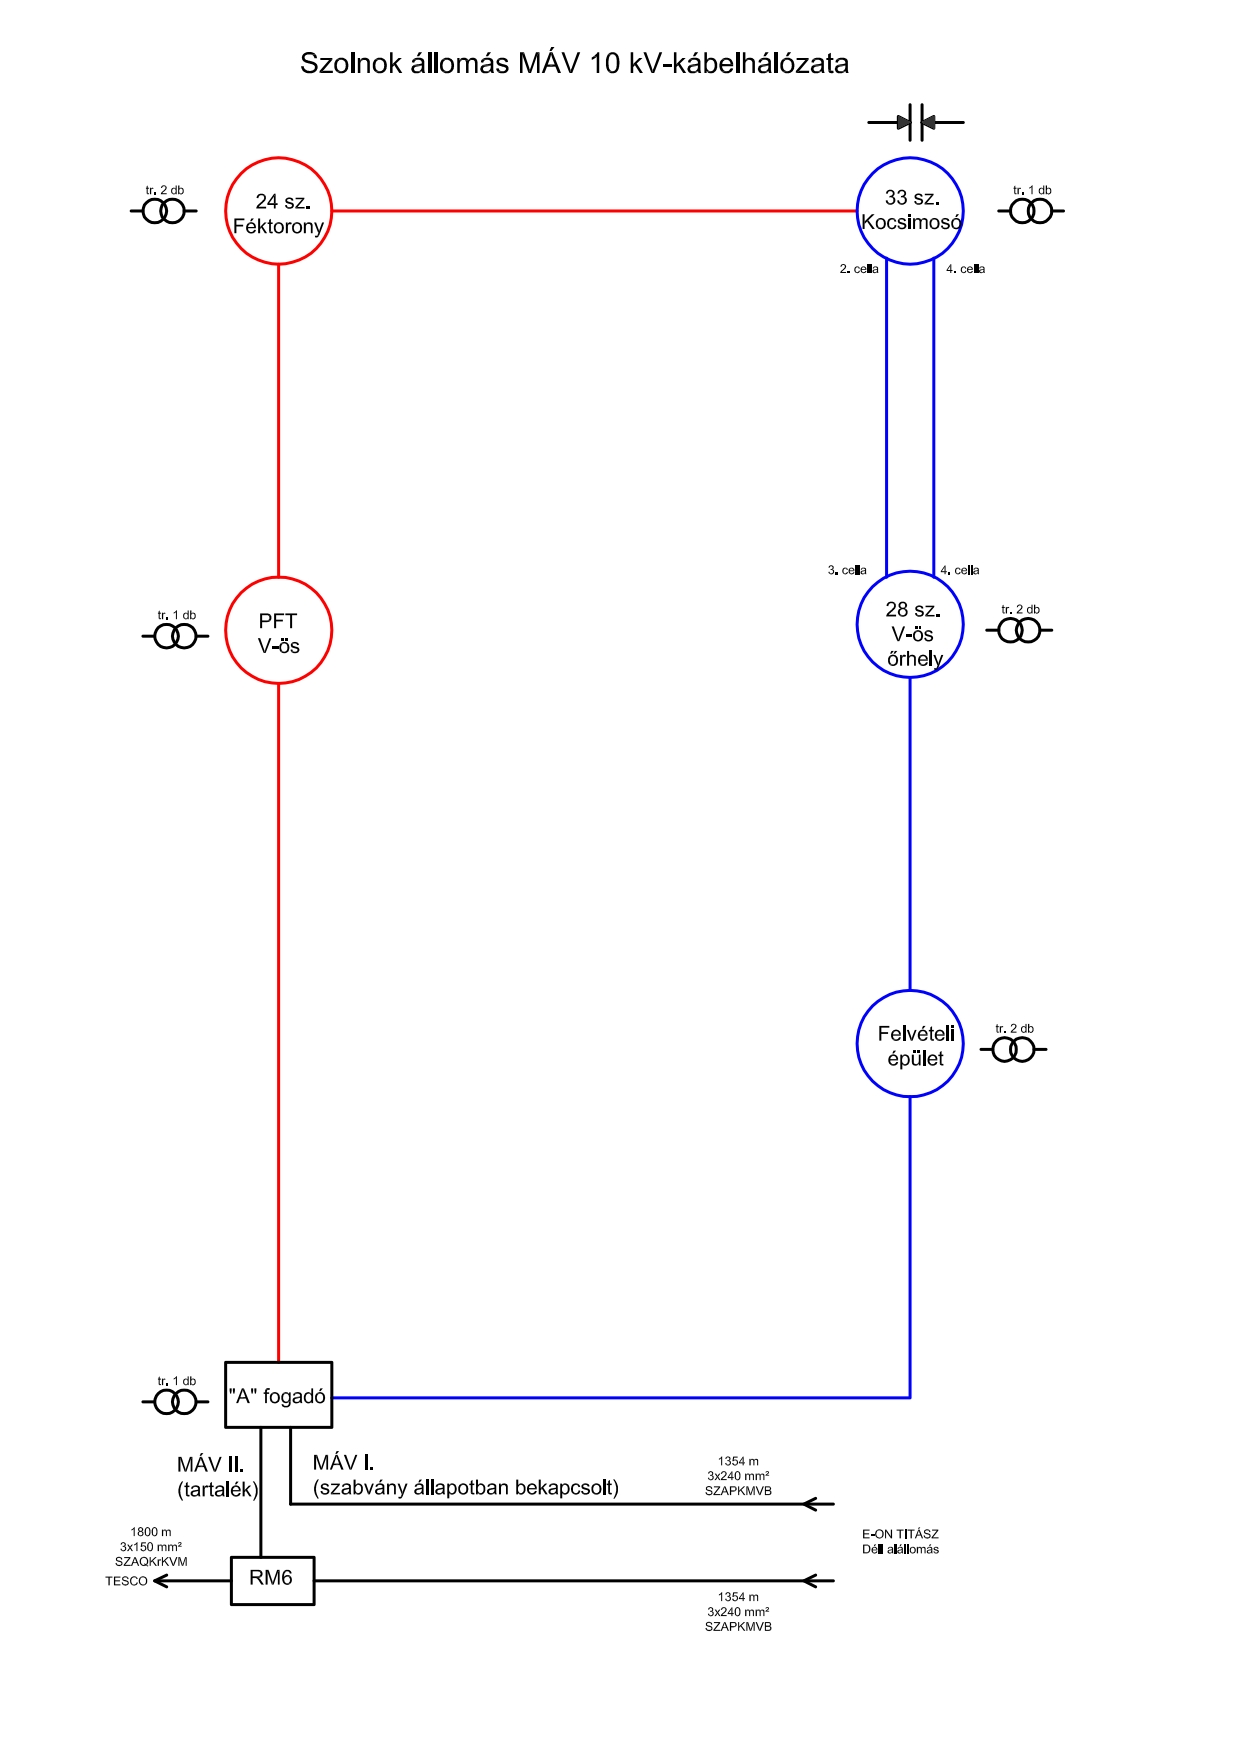 Szolnok állomás MÁV 10 kV-kábelhálózata
tr. 2 db
24 sz.
Féktorony
33 sz.
Kocsimosó
tr. 1 db
2. cella
4. cella
3. cella
4. cella
tr. 1 db
PFT
V-ös
28 sz.
V-ös
őrhely
tr. 2 db
Felvételi
épület
tr. 2 db
tr. 1 db
"A" fogadó
MÁV II.
(tartalék)
MÁV I.
(szabvány állapotban bekapcsolt)
1354 m
3x240 mm²
SZAPKMVB
E-ON TITÁSZ
Déli alállomás
1800 m
3x150 mm²
SZAQKrKVM
TESCO
RM6
1354 m
3x240 mm²
SZAPKMVB